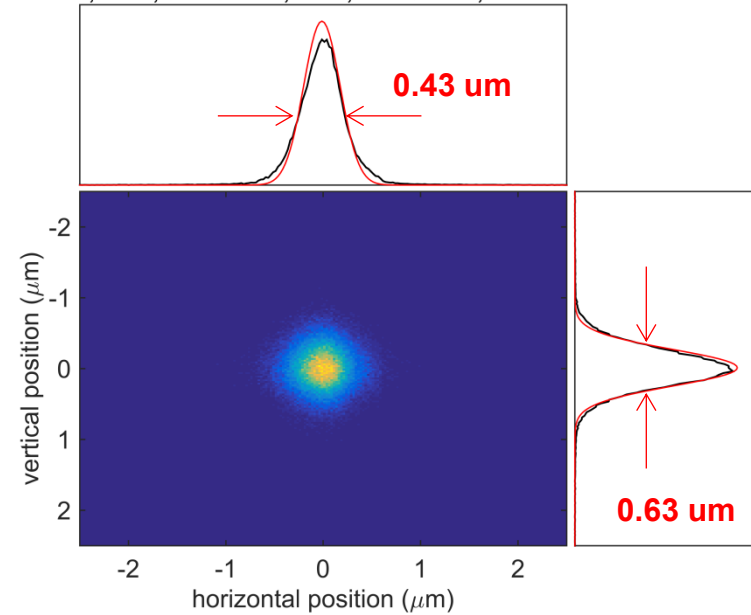 0.43 um
-2
-1
0
1
2
vertical position (μm)
0.63 um
-2 -1 0 1 2
horizontal position (μm)